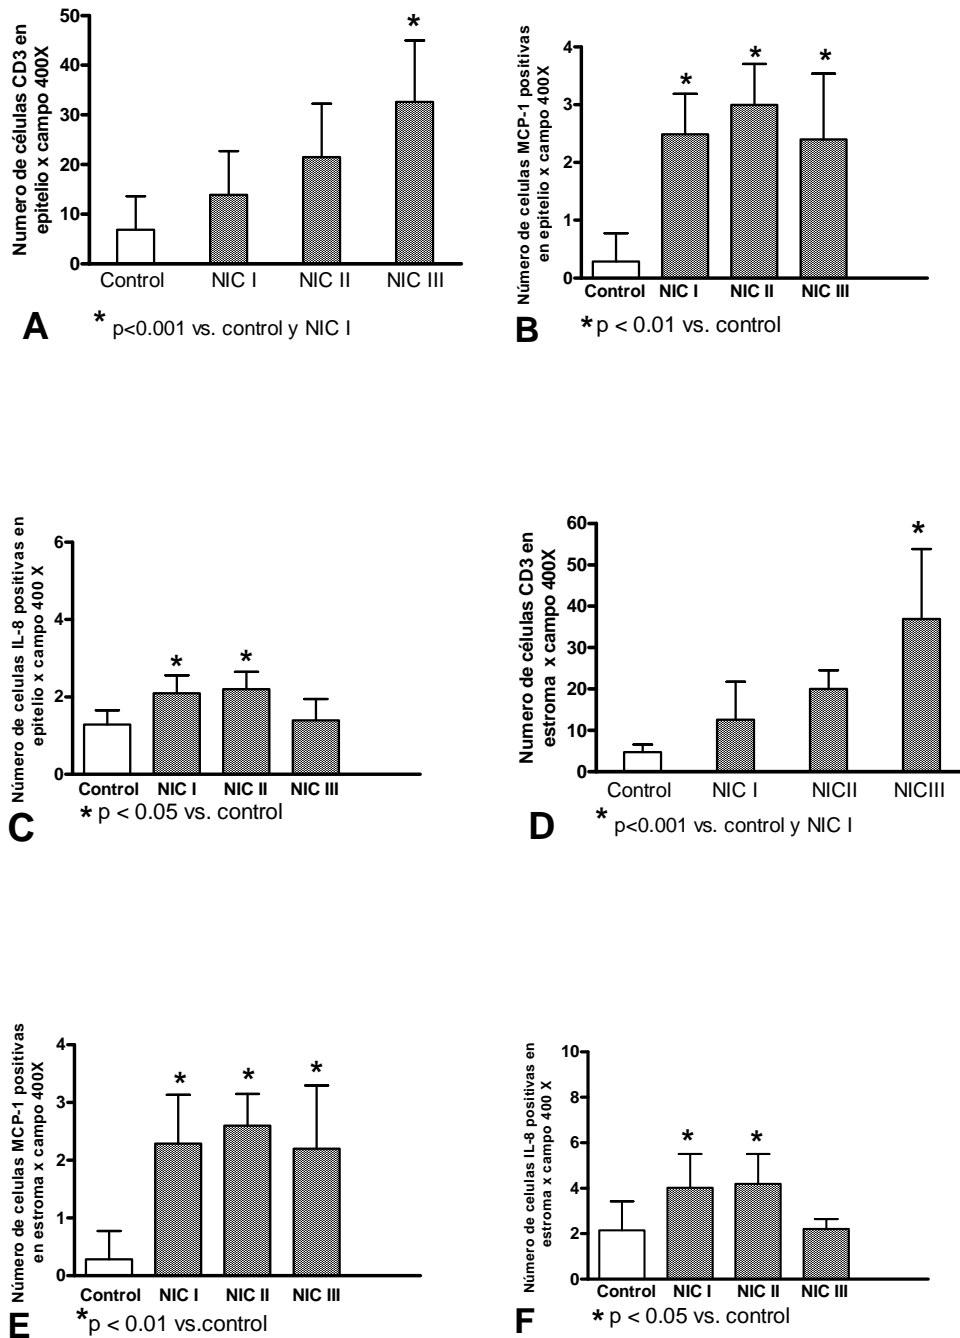 Numero de células CD3 en
epitelio x campo 400X
50
40
30
20
10
0
*
Control NIC I NIC II NIC III
A
* p<0.001 vs. control y NIC I
Número de celulas MCP-1 positivas
en epitelio x campo 400X
4
3
2
1
0
* * *
Control NIC I NIC II NIC III
B
* p < 0.01 vs. control
Número de celulas IL-8 positivas en
epitelio x campo 400 X
6
4
2
0
* *
Control NIC I NIC II NIC III
C
* p < 0.05 vs. control
Numero de células CD3 en
estroma x campo 400X
60
50
40
30
20
10
0
*
Control NIC I NICII NICIII
D
* p<0.001 vs. control y NIC I
Número de celulas MCP-1 positivas
en estroma x campo 400X
4
3
2
1
0
* * *
Control NIC I NIC II NIC III
E
*p < 0.01 vs.control
Número de celulas IL-8 positivas en
estroma x campo 400 X
10
8
6
4
2
0
* *
Control NIC I NIC II NIC III
F
* p < 0.05 vs. control